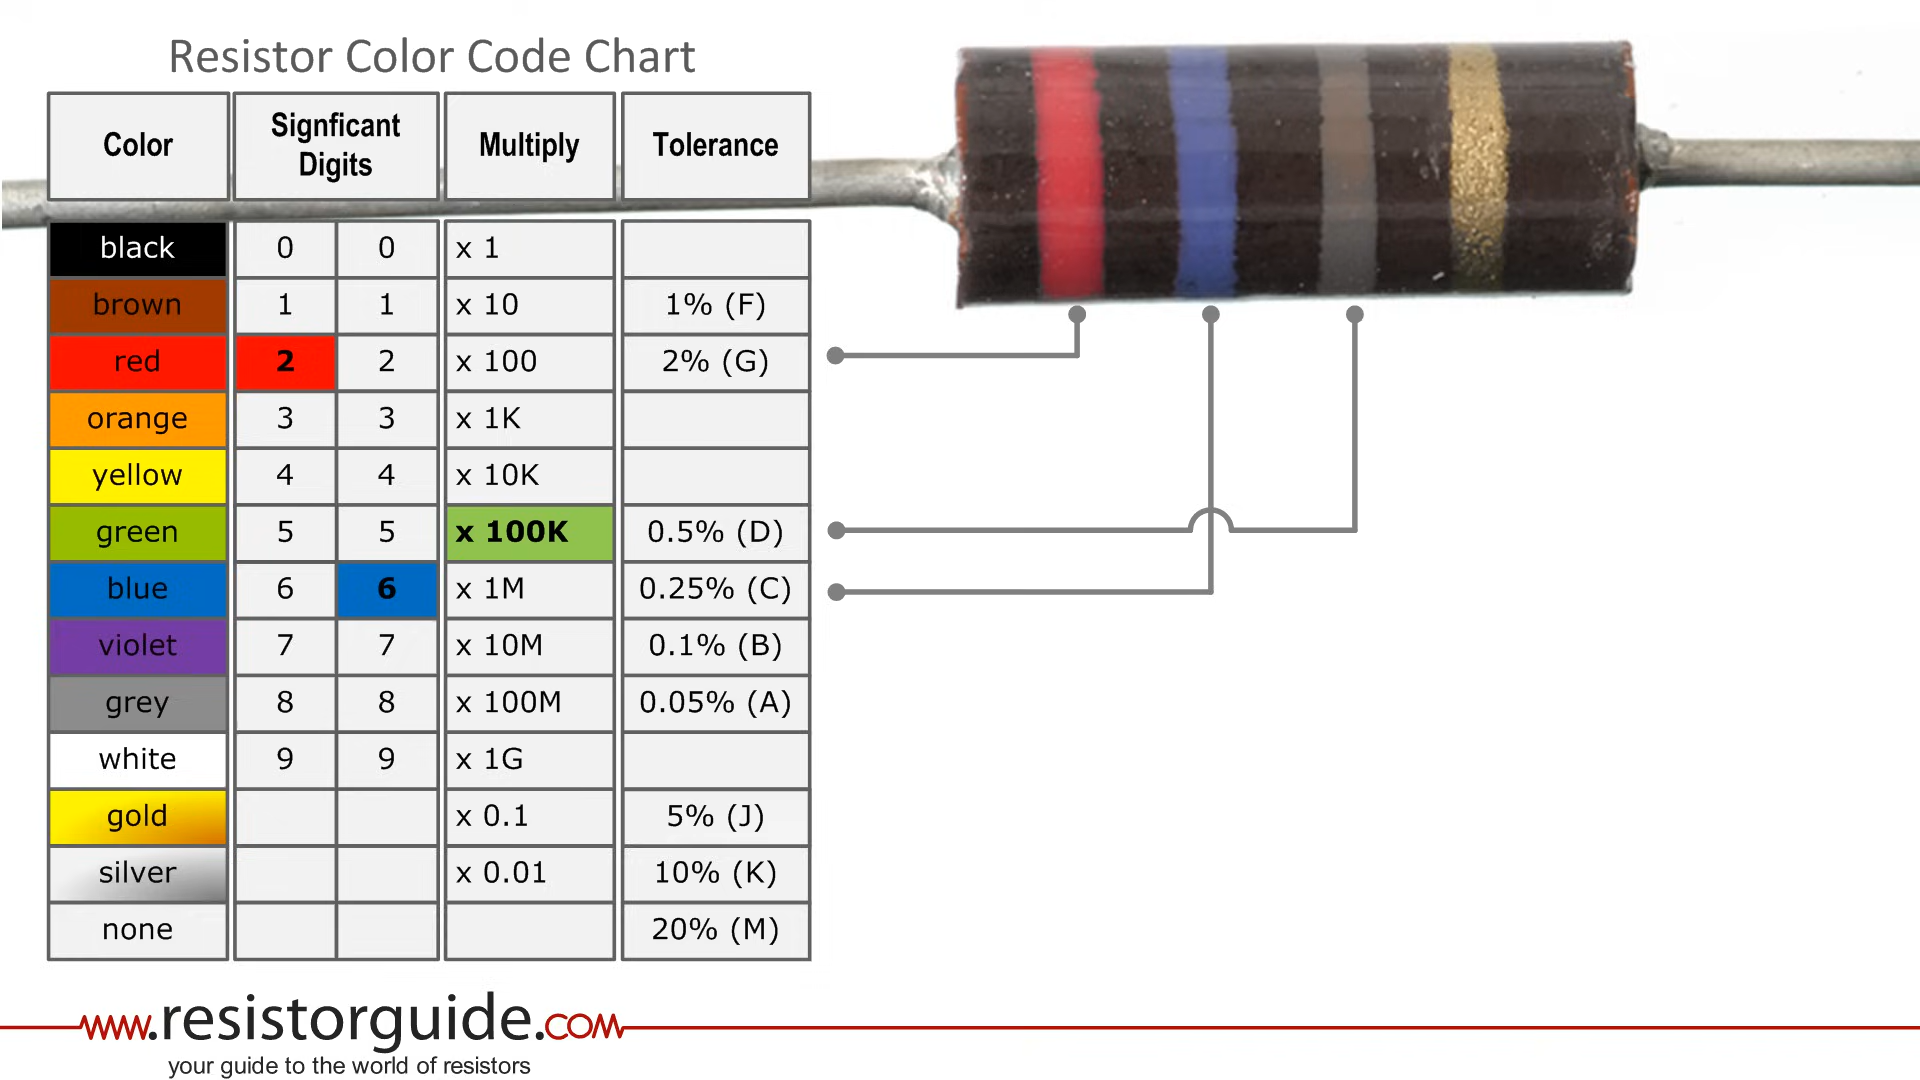 Resistor Color Code Chart
Color Signficant Digits Multiply Tolerance
black 0 0 x 1
brown 1 1 x 10 1% (F)
red 2 2 x 100 2% (G)
orange 3 3 x 1K
yellow 4 4 x 10K
green 5 5 x 100K 0.5% (D)
blue 6 6 x 1M 0.25% (C)
violet 7 7 x 10M 0.1% (B)
grey 8 8 x 100M 0.05% (A)
white 9 9 x 1G
gold x 0.1 5% (J)
silver x 0.01 10% (K)
none 20% (M)
www.resistorguide.com
your guide to the world of resistors